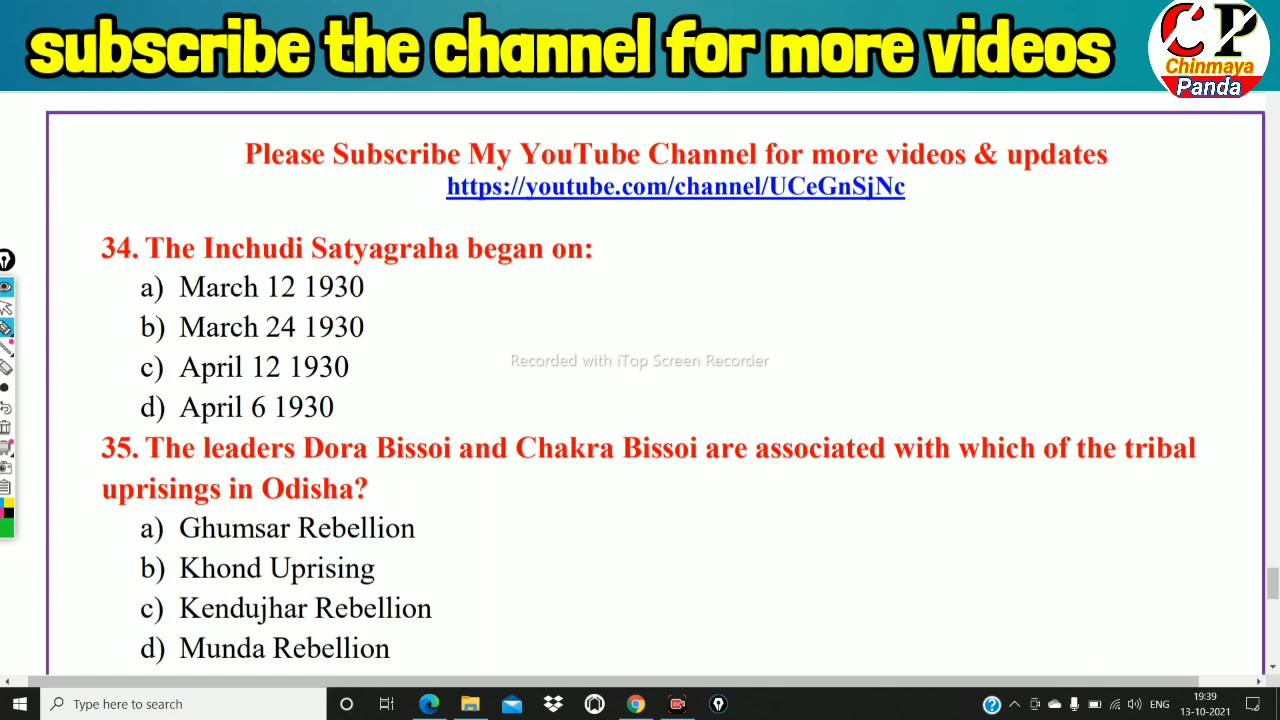 subscribe the channel for more videos
CP
Chinmaya
Panda
Please Subscribe My YouTube Channel for more videos & updates
https://youtube.com/channel/UCeGnSjNc
34. The Inchudi Satyagraha began on:
a) March 12 1930
b) March 24 1930
c) April 12 1930
d) April 6 1930
Recorded with iTop Screen Recorder
35. The leaders Dora Bissoi and Chakra Bissoi are associated with which of the tribal
uprisings in Odisha?
a) Ghumsar Rebellion
b) Khond Uprising
c) Kendujhar Rebellion
d) Munda Rebellion
Type here to search
ENG
19:39
13-10-2021